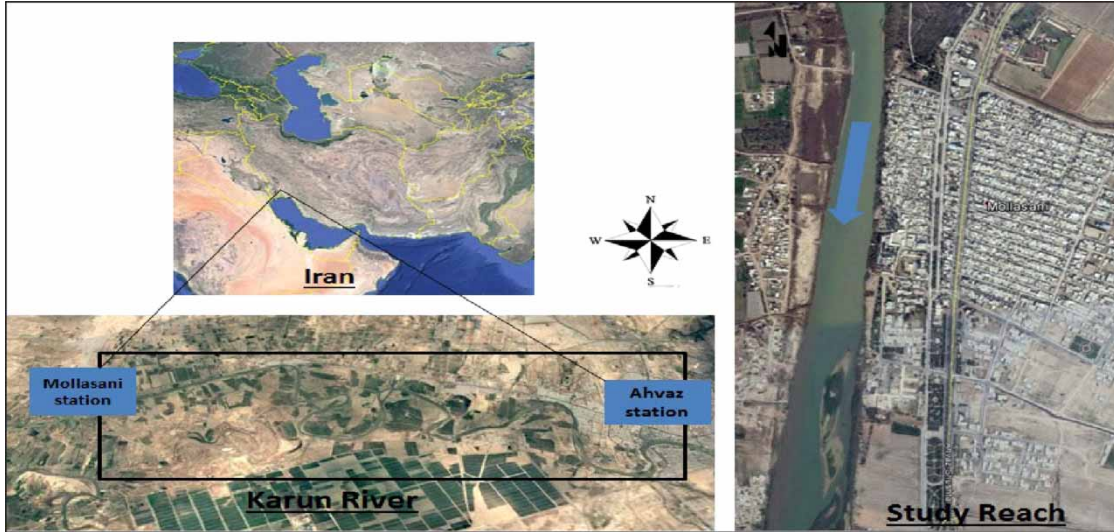 Iran
N
W
E
S
Mollasani
station
Ahvaz
station
Karun River
N
Mollasani
Study Reach